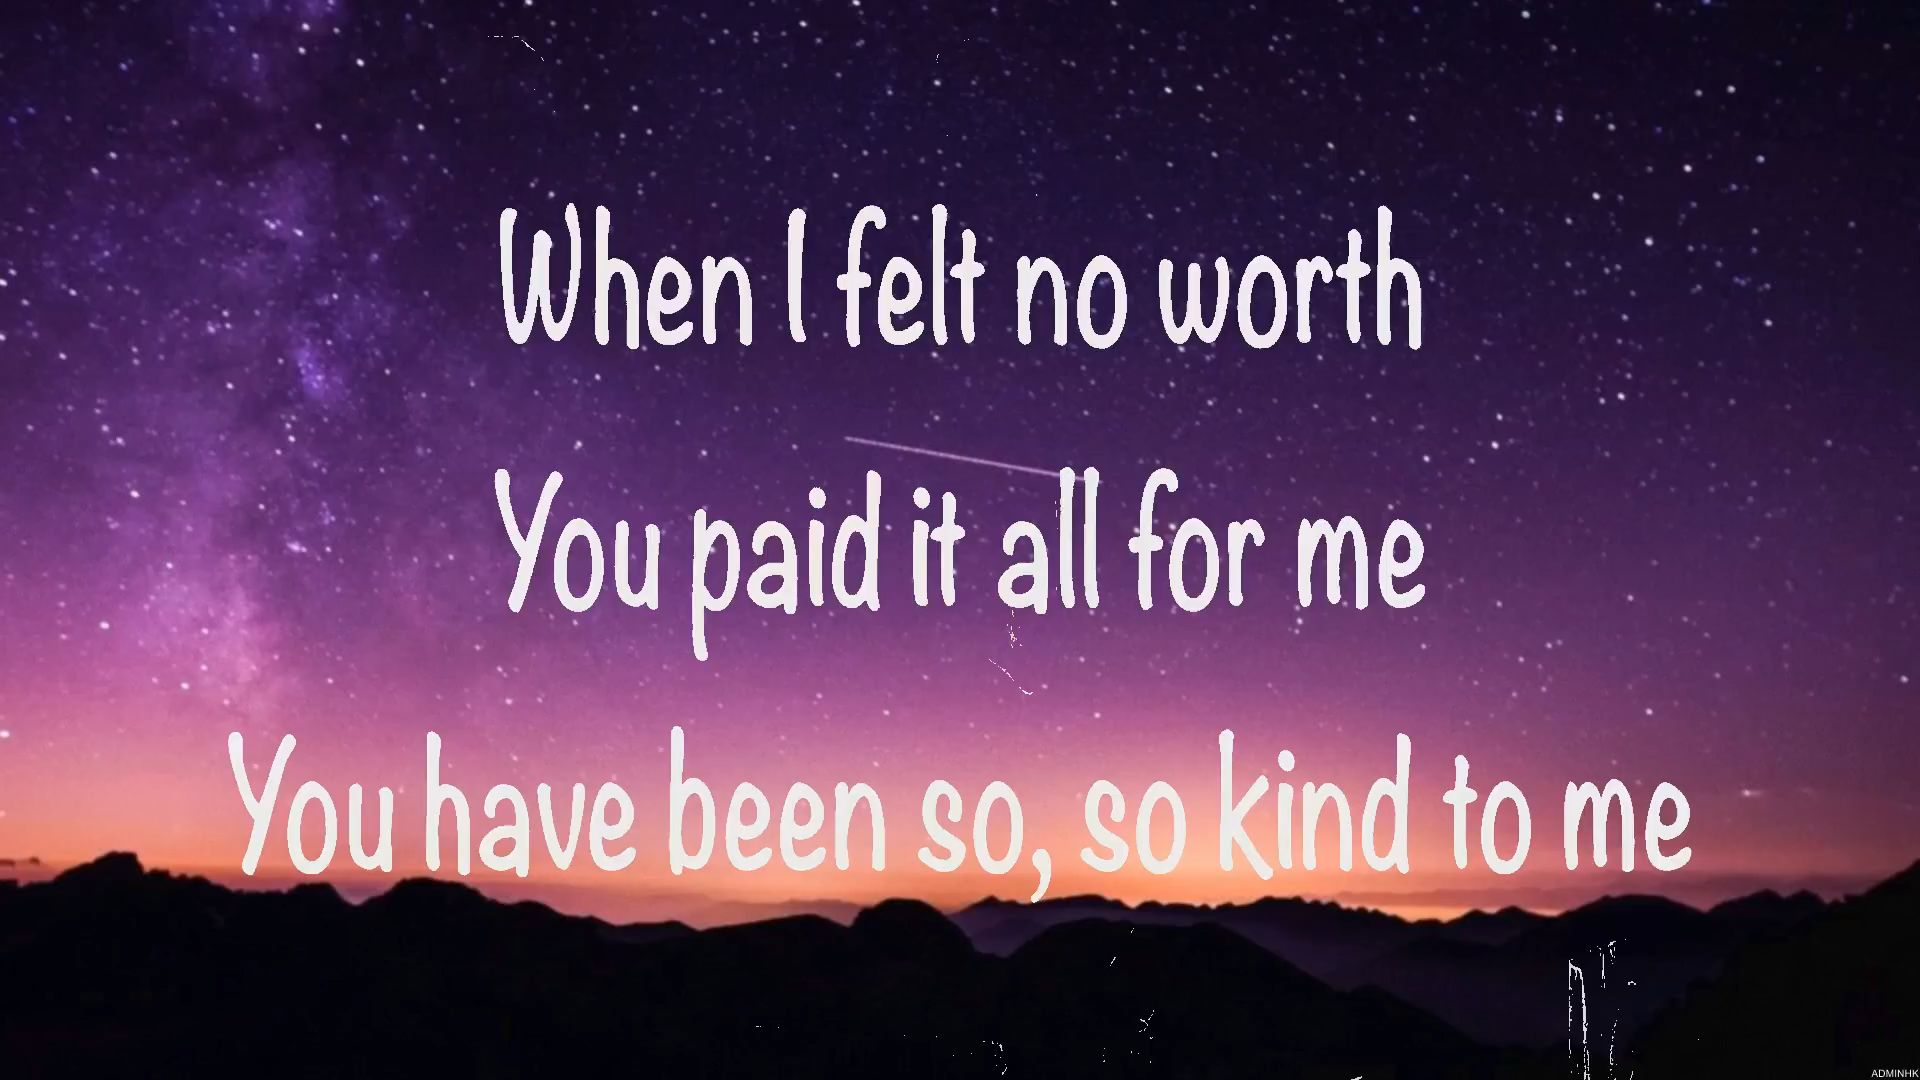 When I felt no worth
You paid it all for me
You have been so, so kind to me
ADMINHK